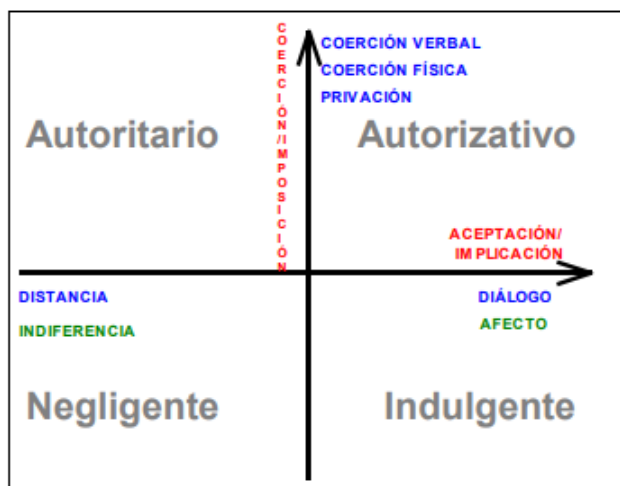 COERCIÓN/IMPOSICIÓN
COERCIÓN VERBAL
COERCIÓN FÍSICA
PRIVACIÓN
Autoritario
Autorizativo
ACEPTACIÓN/
IMPLICACIÓN
DISTANCIA
DIÁLOGO
INDIFERENCIA
AFECTO
Negligente
Indulgente